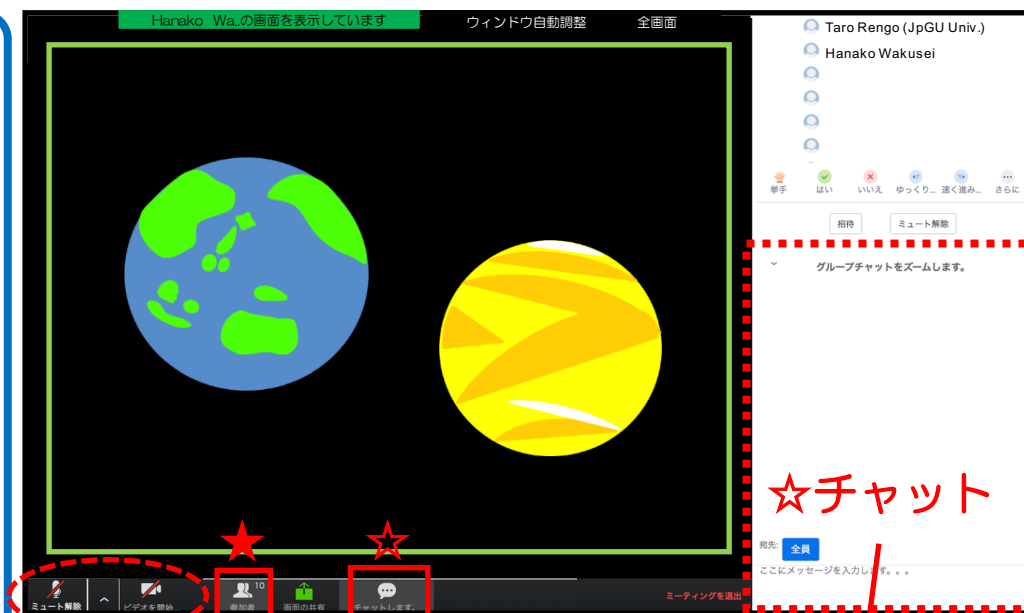 Hanako Wa..の画面を表示しています
ウィンドウ自動調整
全画面
Taro Rengo (JpGU Univ.)
Hanako Wakusei
挙手
はい
いいえ
ゆっくり...
速く進み...
さらに
招待
ミュート解除
グループチャットをズームします。
☆チャット
宛先:
全員
ここにメッセージを入力します。。。
★
☆
ミュート解除
ビデオを開始
10
参加者
画面の共有
チャットします。
ミーティングを退出